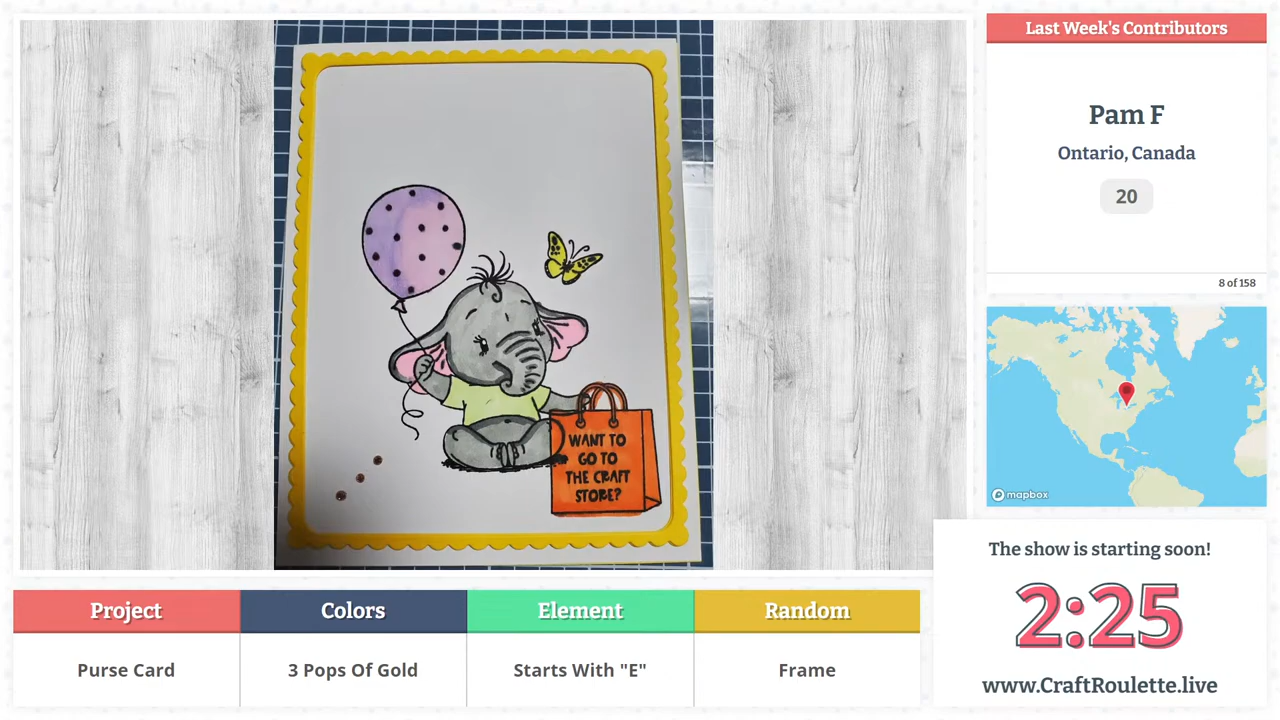 Last Week's Contributors
Pam F
Ontario, Canada
20
8 of 158
WANT TO
GO TO
THE CRAFT
STORE?
mapbox
The show is starting soon!
2:25
www.CraftRoulette.live
Project
Colors
Element
Random
Purse Card
3 Pops Of Gold
Starts With "E"
Frame